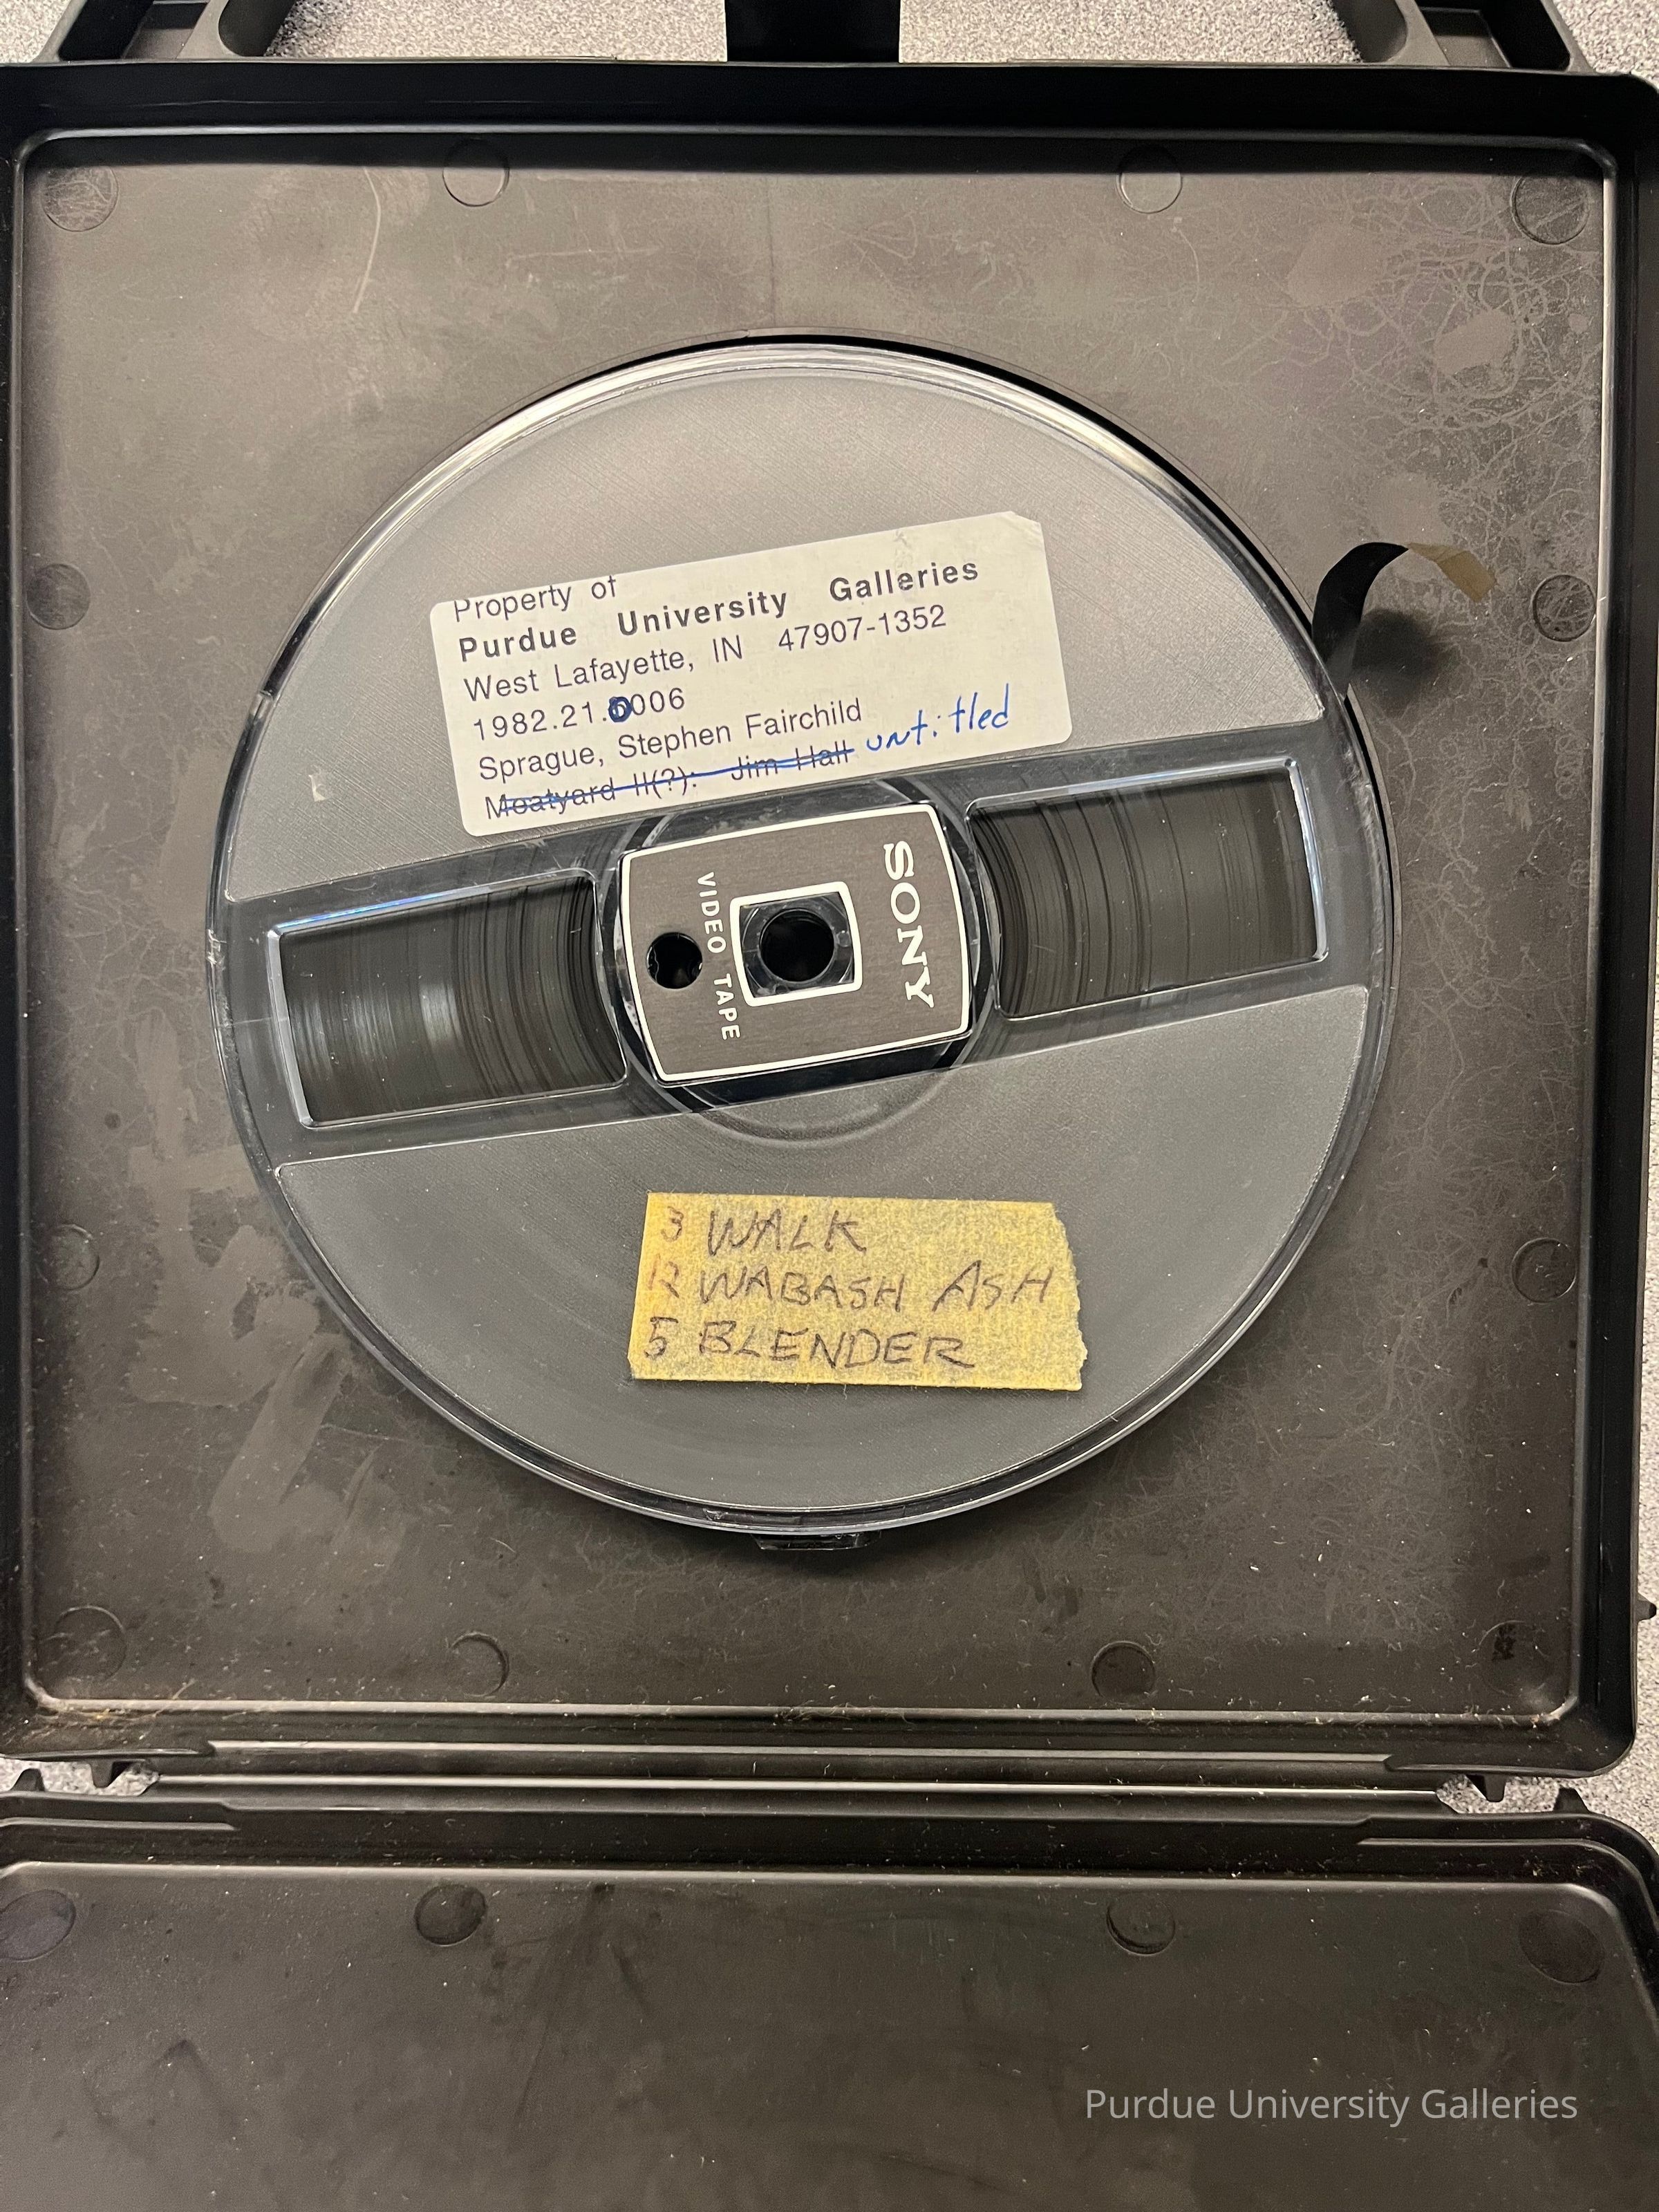 Property of
Purdue University Galleries
West Lafayette, IN 47907-1352
1982.21.0006
Sprague, Stephen Fairchild
Meatyard II(?): Jim Hall untitled
SONY
VIDEO TAPE
3 WALK
12 WABASH ASH
5 BLENDER
Purdue University Galleries